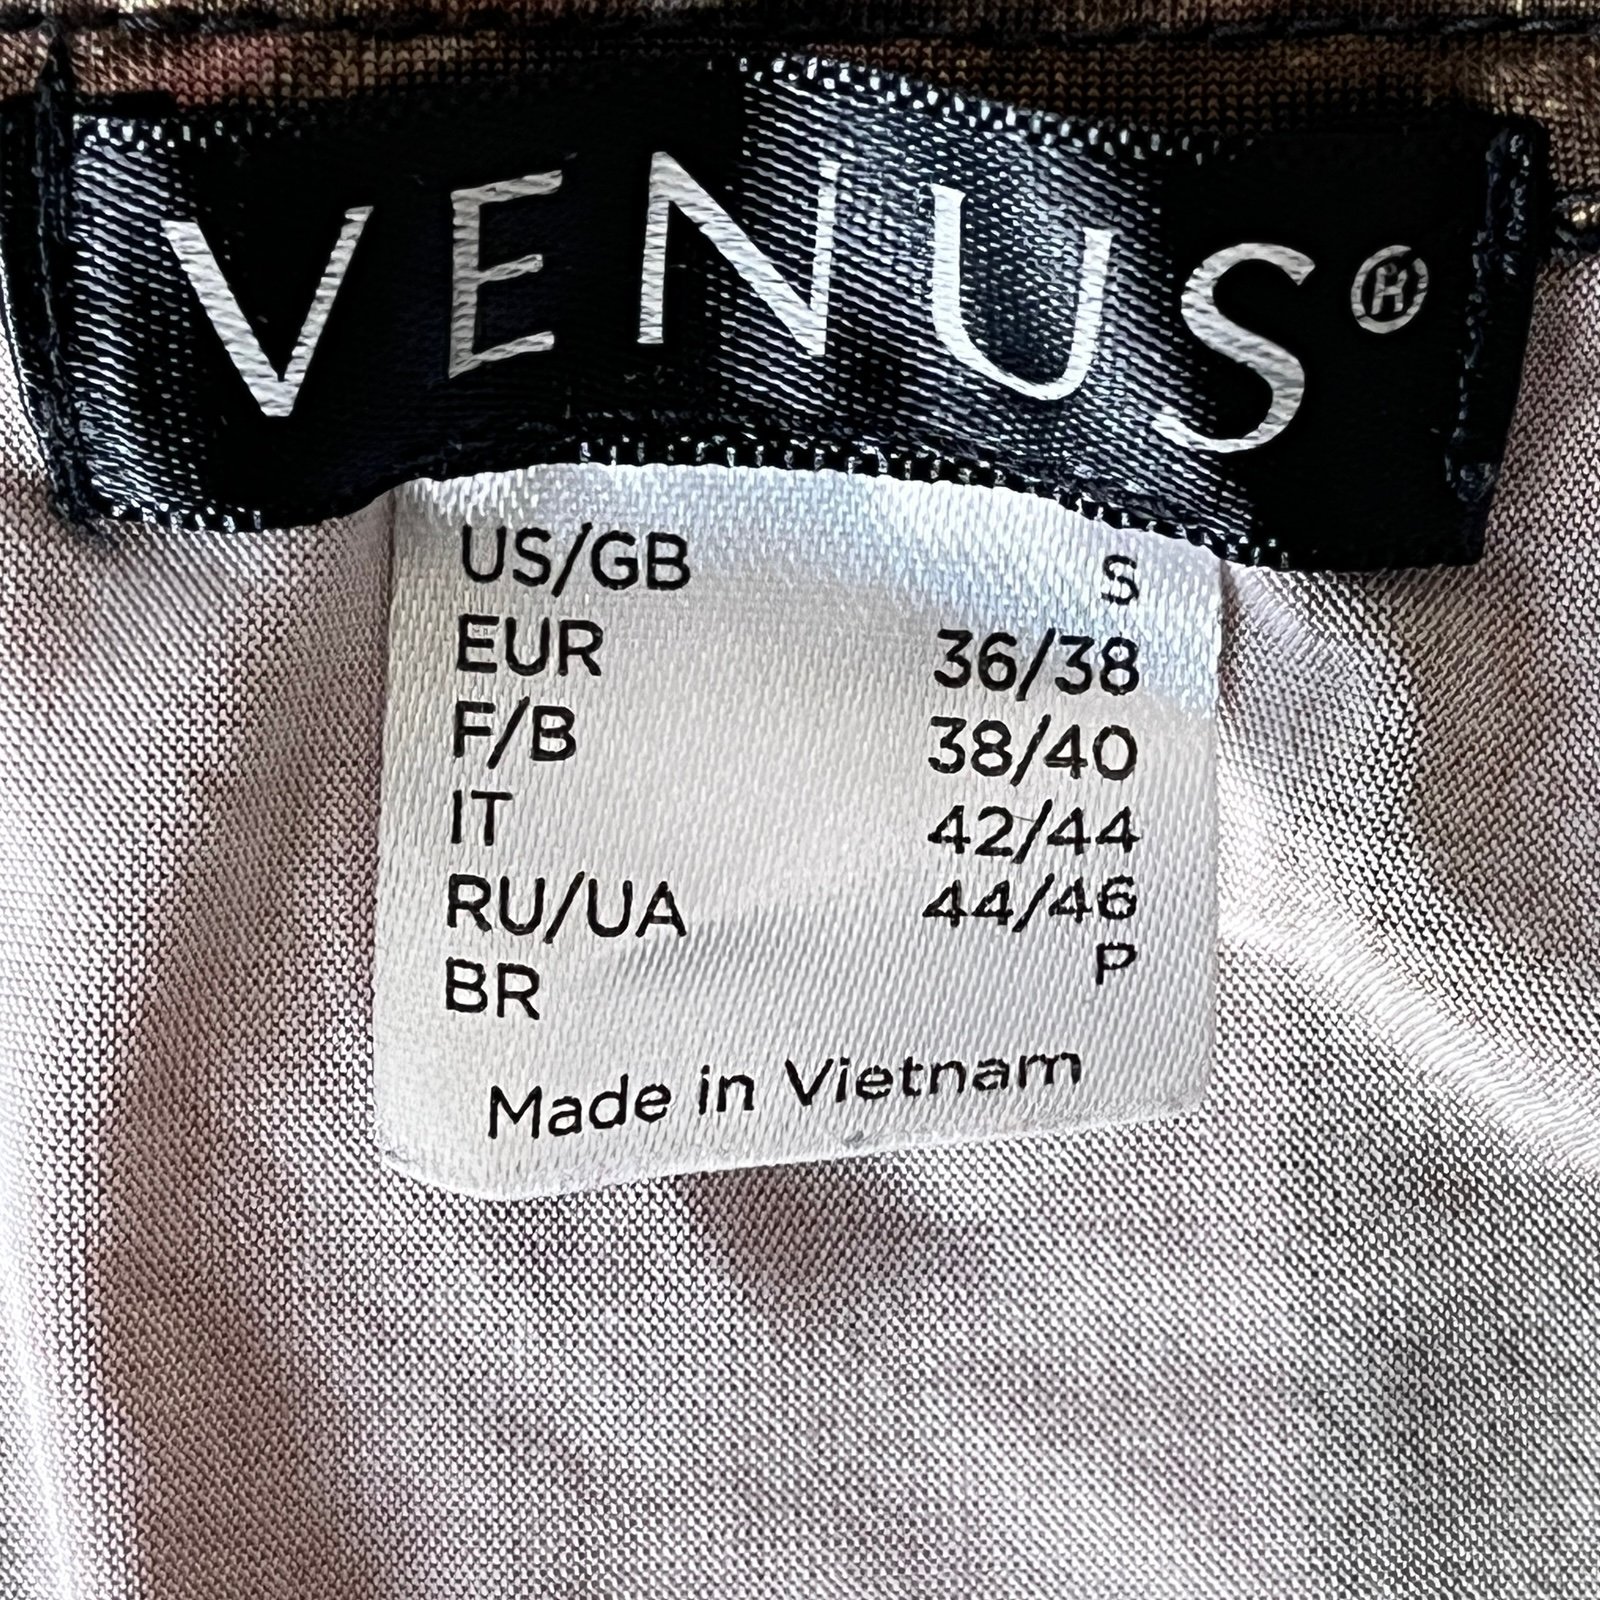 VENUS®
US/GB S
EUR 36/38
F/B 38/40
IT 42/44
RU/UA 44/46
BR P
Made in Vietnam